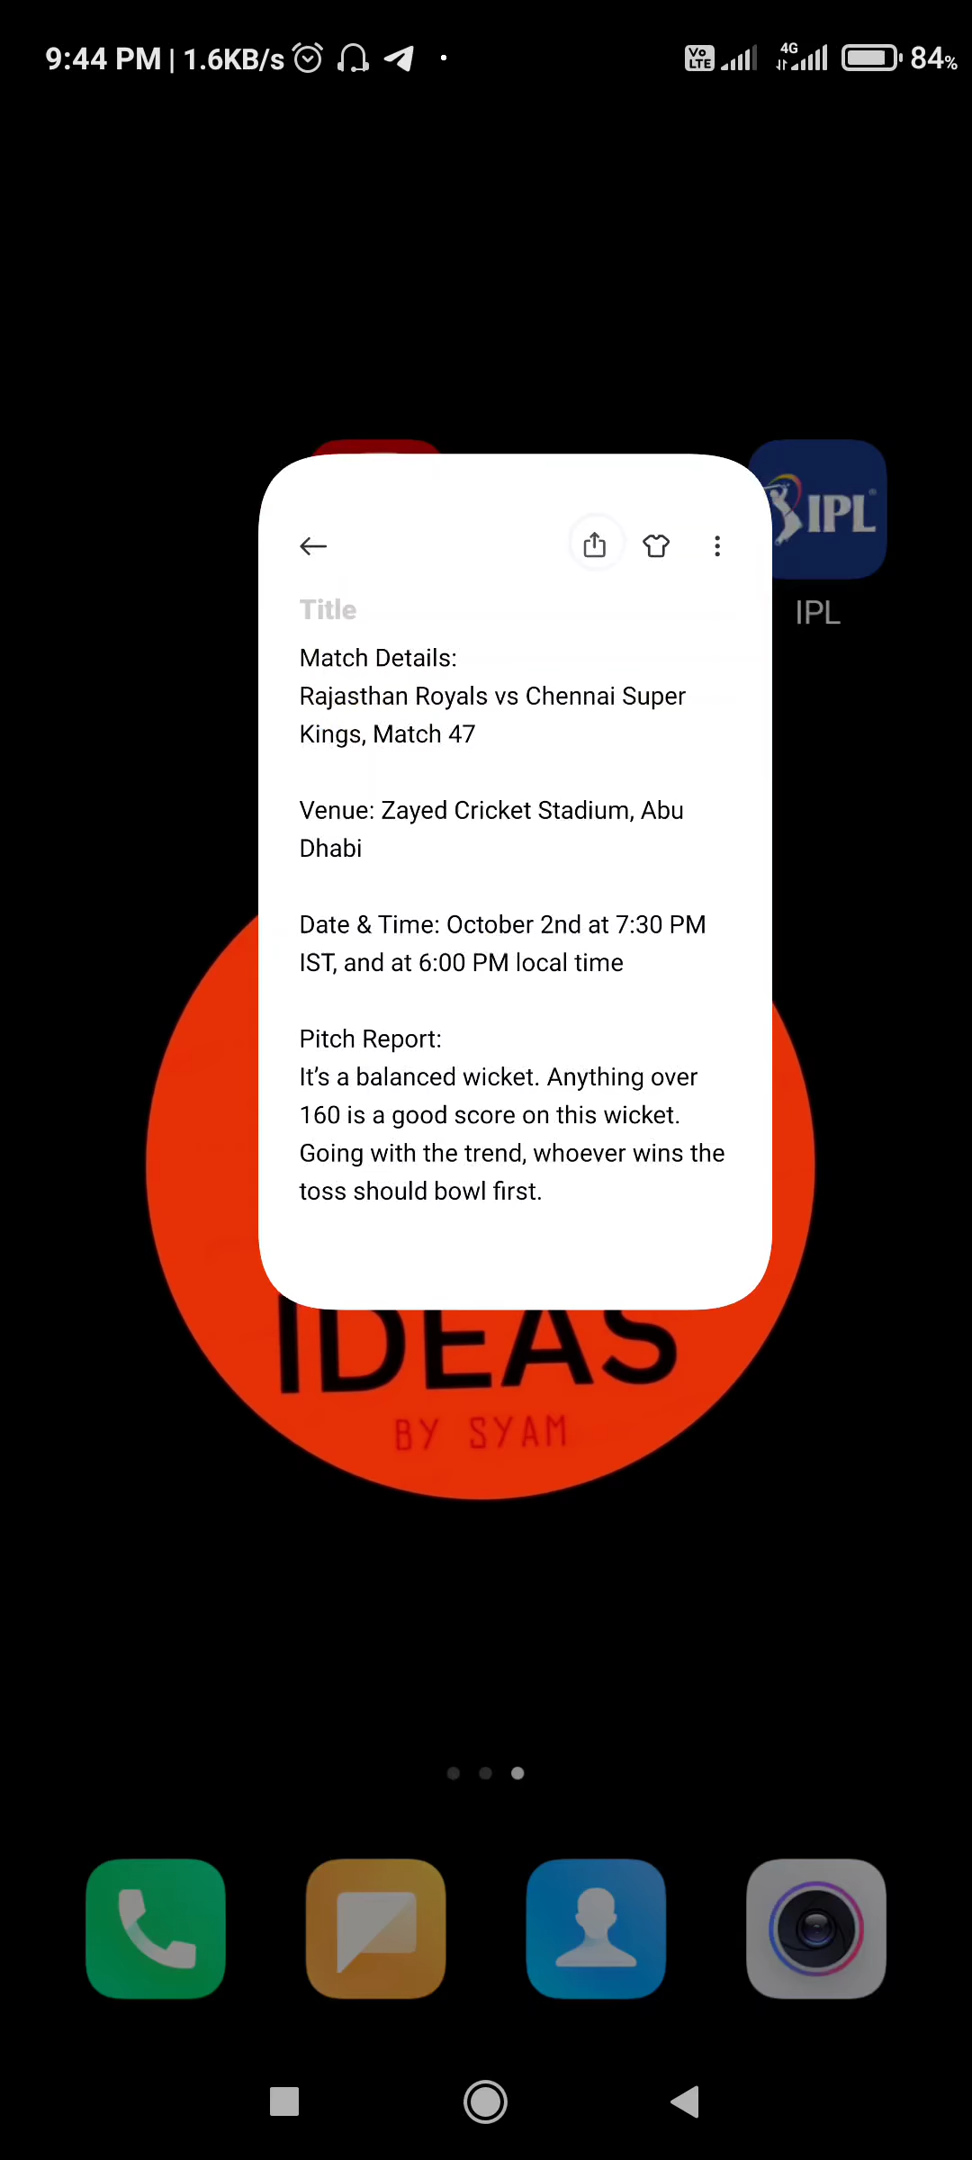 9:44 PM | 1.6KB/s
Vo LTE
4G
84%
IPL
Title
IPL
Match Details:
Rajasthan Royals vs Chennai Super
Kings, Match 47
Venue: Zayed Cricket Stadium, Abu
Dhabi
Date & Time: October 2nd at 7:30 PM
IST, and at 6:00 PM local time
Pitch Report:
It’s a balanced wicket. Anything over
160 is a good score on this wicket.
Going with the trend, whoever wins the
toss should bowl first.
IDEAS
BY SYAM